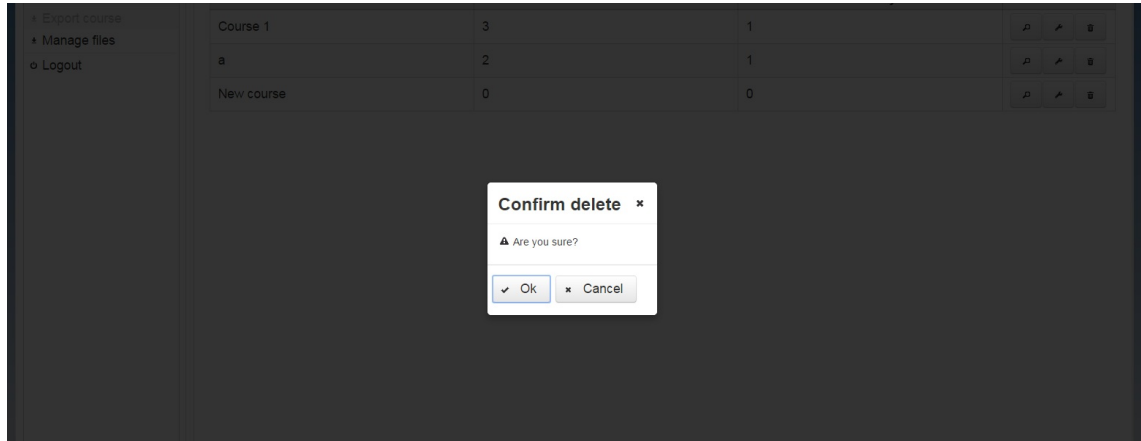 Export course
Manage files
Logout
Course 1 3 1
a 2 1
New course 0 0
Confirm delete
Are you sure?
Ok Cancel